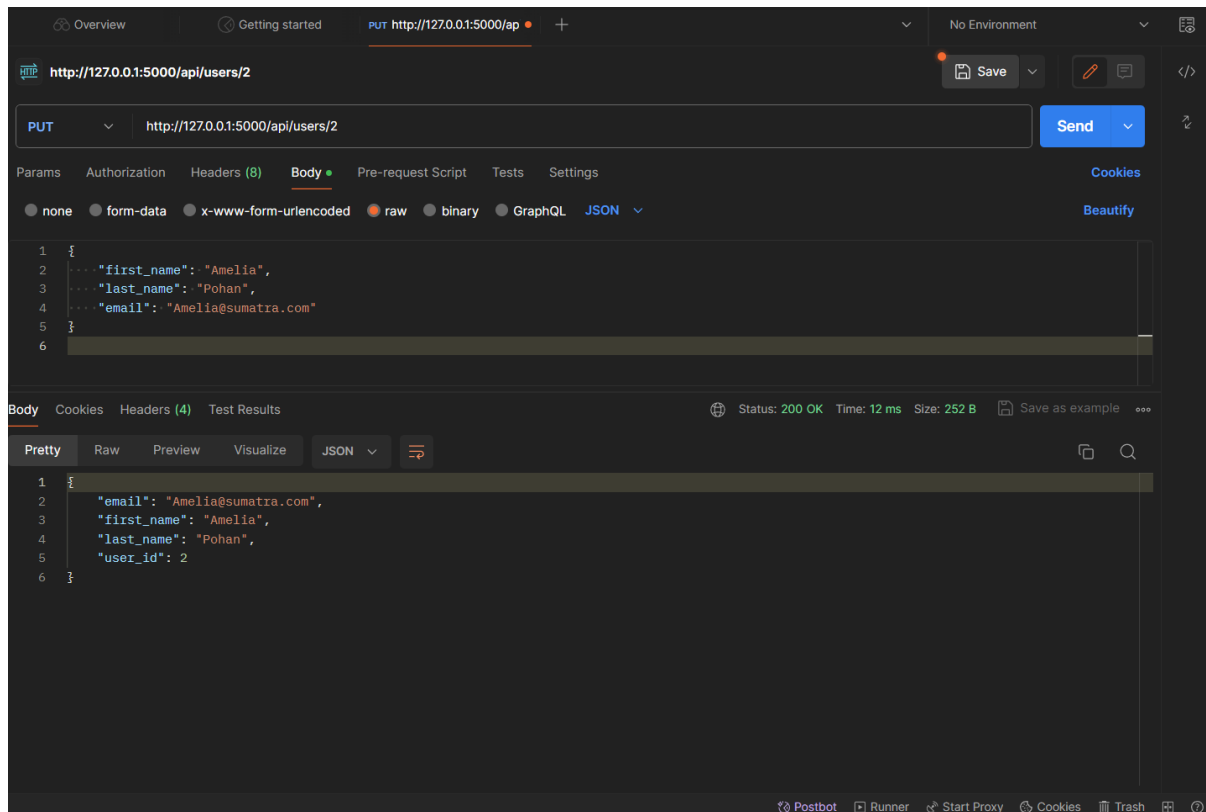 Overview Getting started PUT http://127.0.0.1:5000/ap No Environment
HTTP http://127.0.0.1:5000/api/users/2 Save
PUT http://127.0.0.1:5000/api/users/2 Send
Params Authorization Headers (8) Body Pre-request Script Tests Settings Cookies
none form-data x-www-form-urlencoded raw binary GraphQL JSON Beautify
1 {
2 "first_name": "Amelia",
3 "last_name": "Pohan",
4 "email": "Amelia@sumatra.com"
5 }
6
Body Cookies Headers (4) Test Results Status: 200 OK Time: 12 ms Size: 252 B Save as example
Pretty Raw Preview Visualize JSON
1 {
2 "email": "Amelia@sumatra.com",
3 "first_name": "Amelia",
4 "last_name": "Pohan",
5 "user_id": 2
6 }
Postbot Runner Start Proxy Cookies Trash